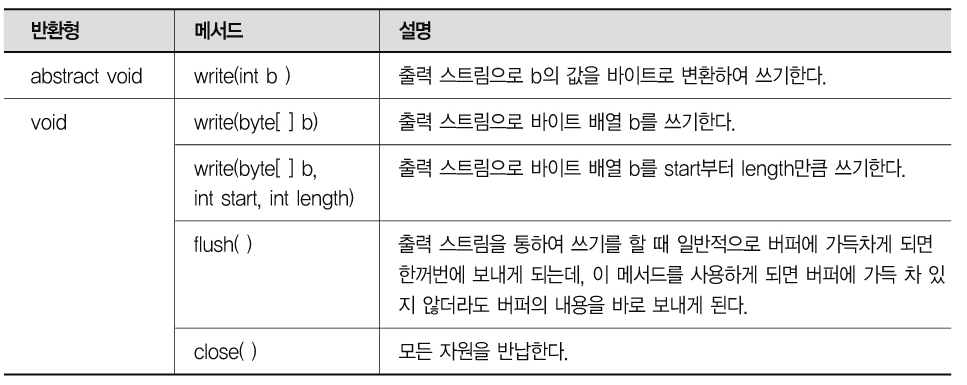 반환형 메서드 설명
abstract void write(int b ) 출력 스트림으로 b의 값을 바이트로 변환하여 쓰기한다.
void write(byte[ ] b) 출력 스트림으로 바이트 배열 b를 쓰기한다.
write(byte[ ] b, 출력 스트림으로 바이트 배열 b를 start부터 length만큼 쓰기한다.
int start, int length)
flush( ) 출력 스트림을 통하여 쓰기를 할 때 일반적으로 버퍼에 가득차게 되면
한꺼번에 보내게 되는데, 이 메서드를 사용하게 되면 버퍼에 가득 차 있
지 않더라도 버퍼의 내용을 바로 보내게 된다.
close( ) 모든 자원을 반납한다.